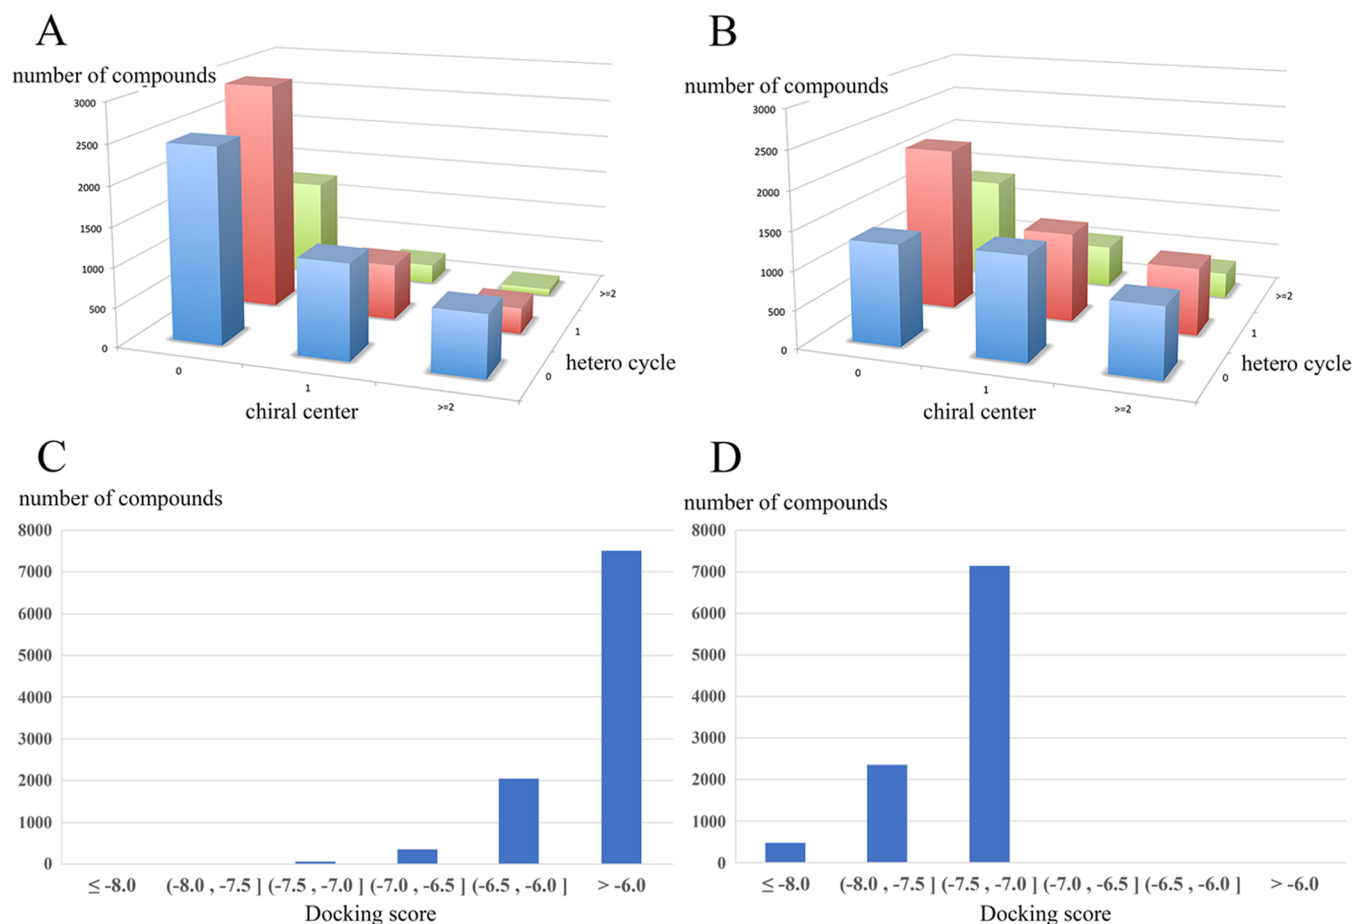 A
number of compounds
3000
2500
2000
1500
1000
500
0
0
1
>=2
chiral center
>=2
1
0
hetero cycle
B
number of compounds
3000
2500
2000
1500
1000
500
0
0
1
>=2
chiral center
>=2
1
0
hetero cycle
C
number of compounds
8000
7000
6000
5000
4000
3000
2000
1000
0
≤ -8.0 (-8.0 , -7.5 ] (-7.5 , -7.0 ] (-7.0 , -6.5 ] (-6.5 , -6.0 ] > -6.0
Docking score
D
number of compounds
8000
7000
6000
5000
4000
3000
2000
1000
0
≤ -8.0 (-8.0 , -7.5 ] (-7.5 , -7.0 ] (-7.0 , -6.5 ] (-6.5 , -6.0 ] > -6.0
Docking score